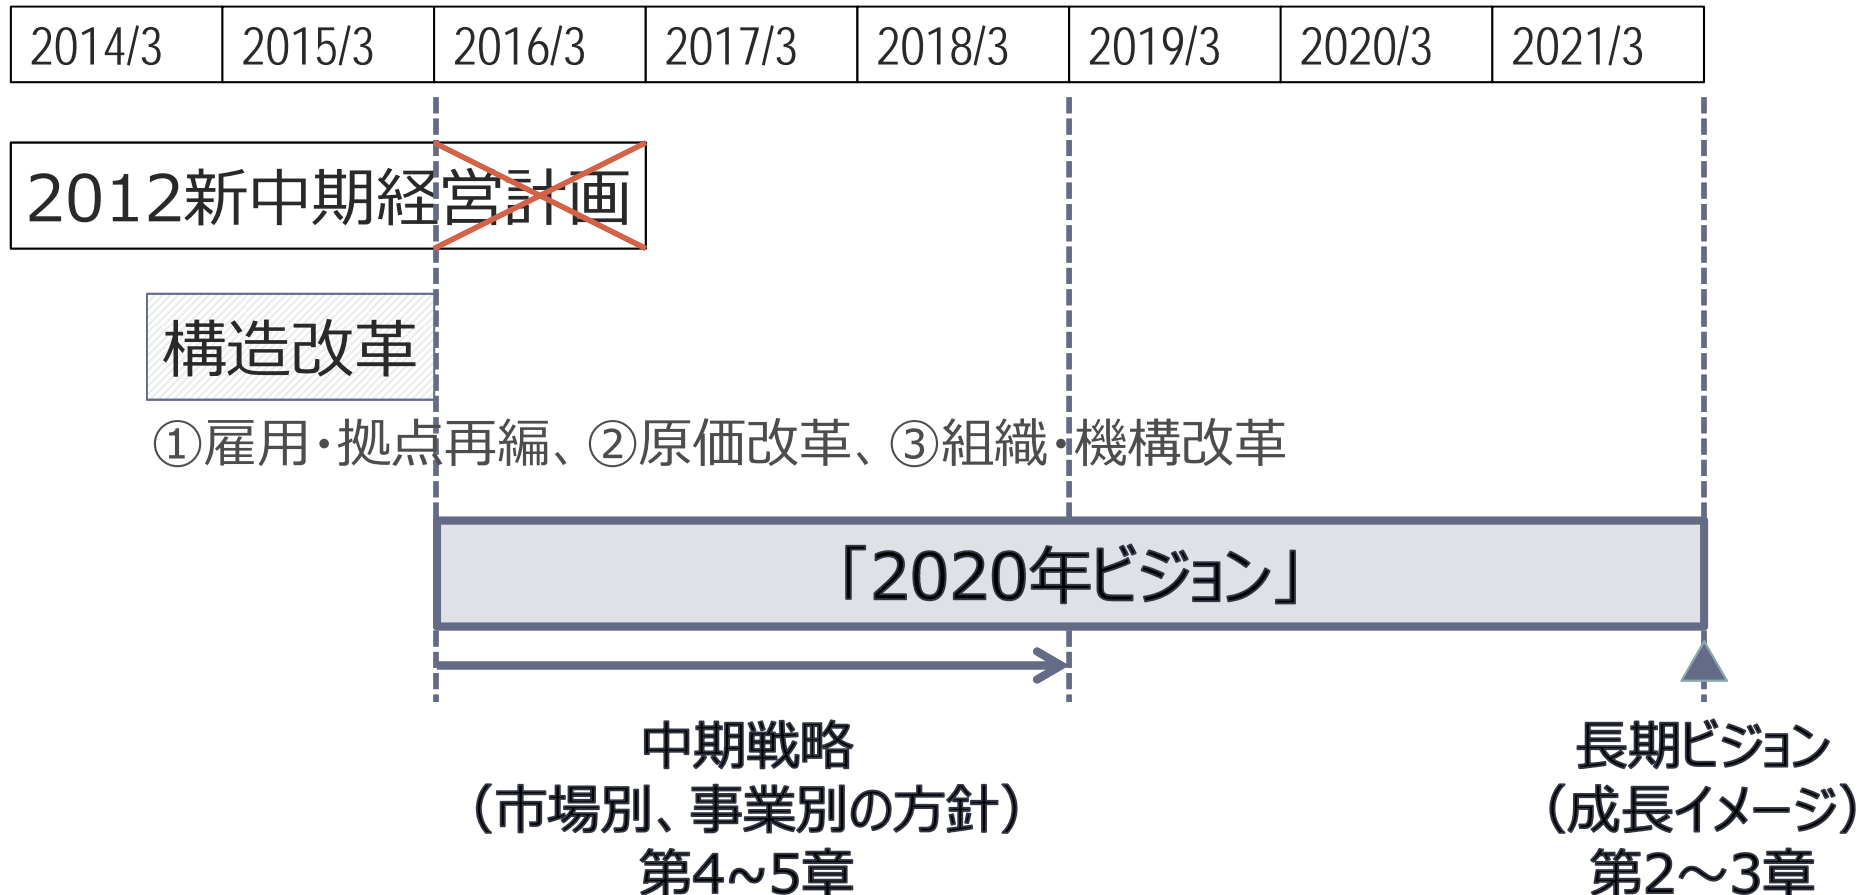 2014/3 2015/3 2016/3 2017/3 2018/3 2019/3 2020/3 2021/3
2012新中期経営計画
構造改革
①雇用・拠点再編、②原価改革、③組織・機構改革
「2020年ビジョン」
中期戦略
（市場別、事業別の方針）
第4~5章
長期ビジョン
（成長イメージ）
第2～3章